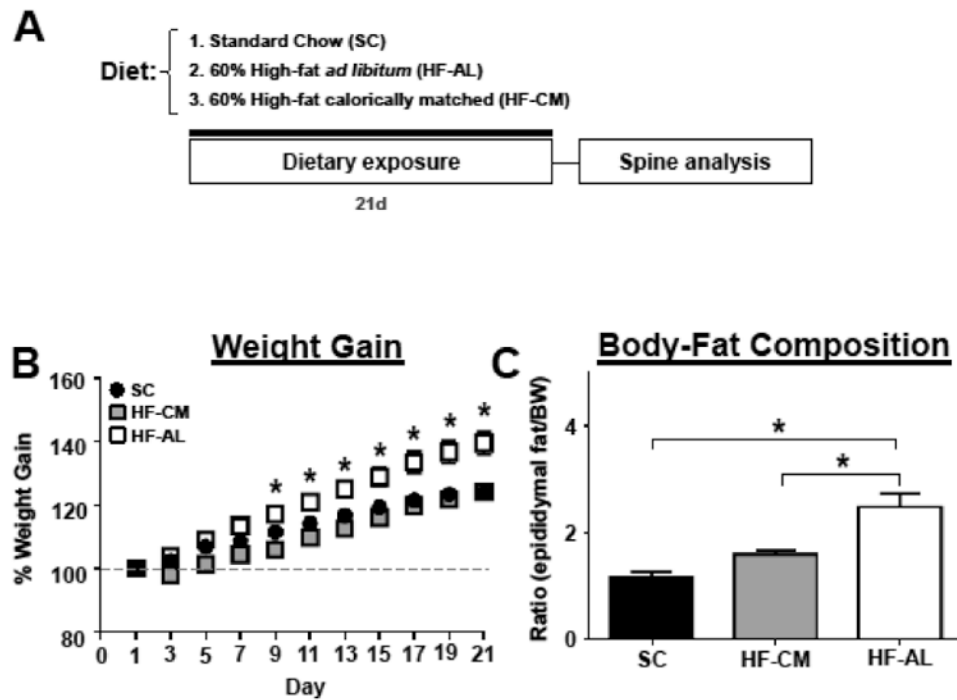 A
Diet:
1. Standard Chow (SC)
2. 60% High-fat ad libitum (HF-AL)
3. 60% High-fat calorically matched (HF-CM)
Dietary exposure
Spine analysis
21d
B
Weight Gain
160
140
120
100
80
% Weight Gain
SC
HF-CM
HF-AL
* * * * * * *
0 1 3 5 7 9 11 13 15 17 19 21
Day
C
Body-Fat Composition
Ratio (epididymal fat/BW)
4
2
0
*
*
SC HF-CM HF-AL